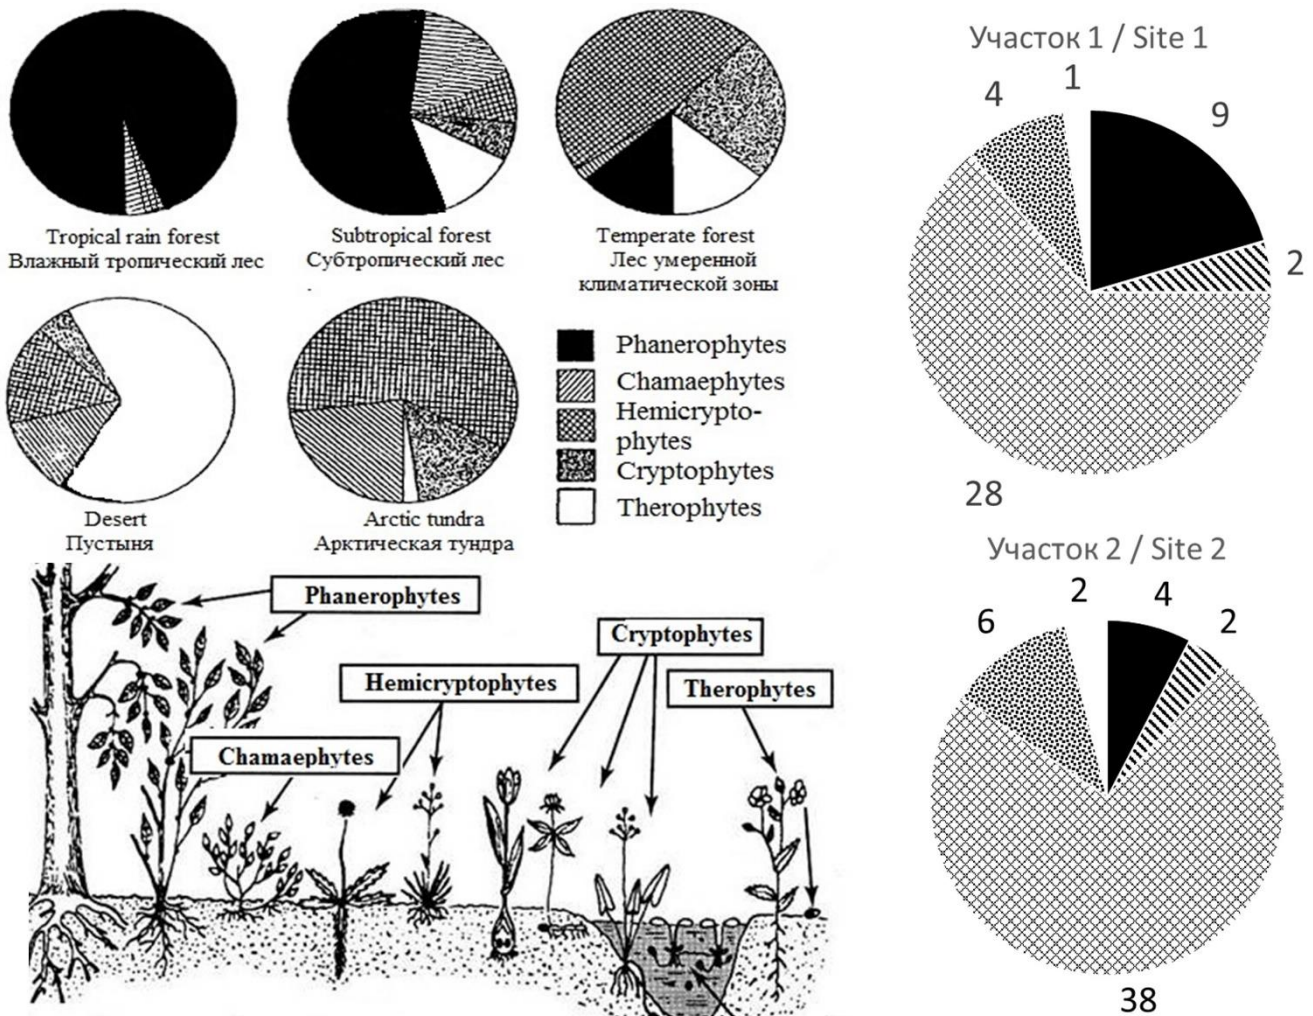 Tropical rain forest
Влажный тропический лес
Subtropical forest
Субтропический лес
Temperate forest
Лес умеренной
климатической зоны
Desert
Пустыня
Arctic tundra
Арктическая тундра
Phanerophytes
Chamaephytes
Hemicrypto-
phytes
Cryptophytes
Therophytes
Phanerophytes
Cryptophytes
Hemicryptophytes
Therophytes
Chamaephytes
Участок 1 / Site 1
1
4
9
2
28
Участок 2 / Site 2
2
4
6
2
38